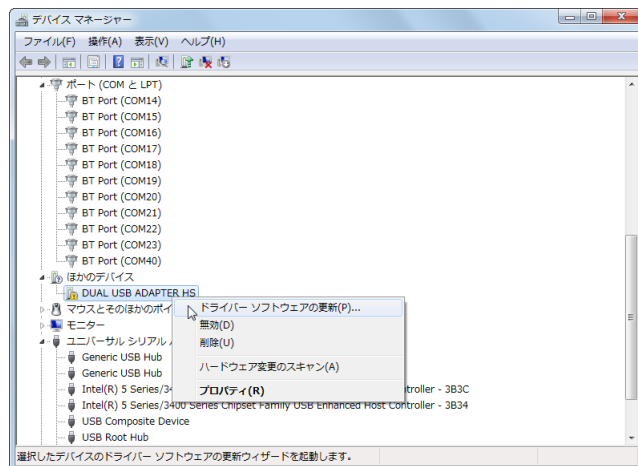 デバイス マネージャー
ファイル(F) 操作(A) 表示(V) ヘルプ(H)
ポート (COM と LPT)
BT Port (COM14)
BT Port (COM15)
BT Port (COM16)
BT Port (COM17)
BT Port (COM18)
BT Port (COM19)
BT Port (COM20)
BT Port (COM21)
BT Port (COM22)
BT Port (COM23)
BT Port (COM40)
ほかのデバイス
DUAL USB ADAPTER HS
マウスとそのほかのポイ
モニター
ユニバーサル シリアル
Generic USB Hub
Generic USB Hub
Intel(R) 5 Series/34 troller - 3B3C
Intel(R) 5 Series/3400 Series Chipset Family USB Enhanced Host Controller - 3B34
USB Composite Device
USB Root Hub
ドライバー ソフトウェアの更新(P)...
無効(D)
削除(U)
ハードウェア変更のスキャン(A)
プロパティ(R)
選択したデバイスのドライバー ソフトウェアの更新ウィザードを起動します。